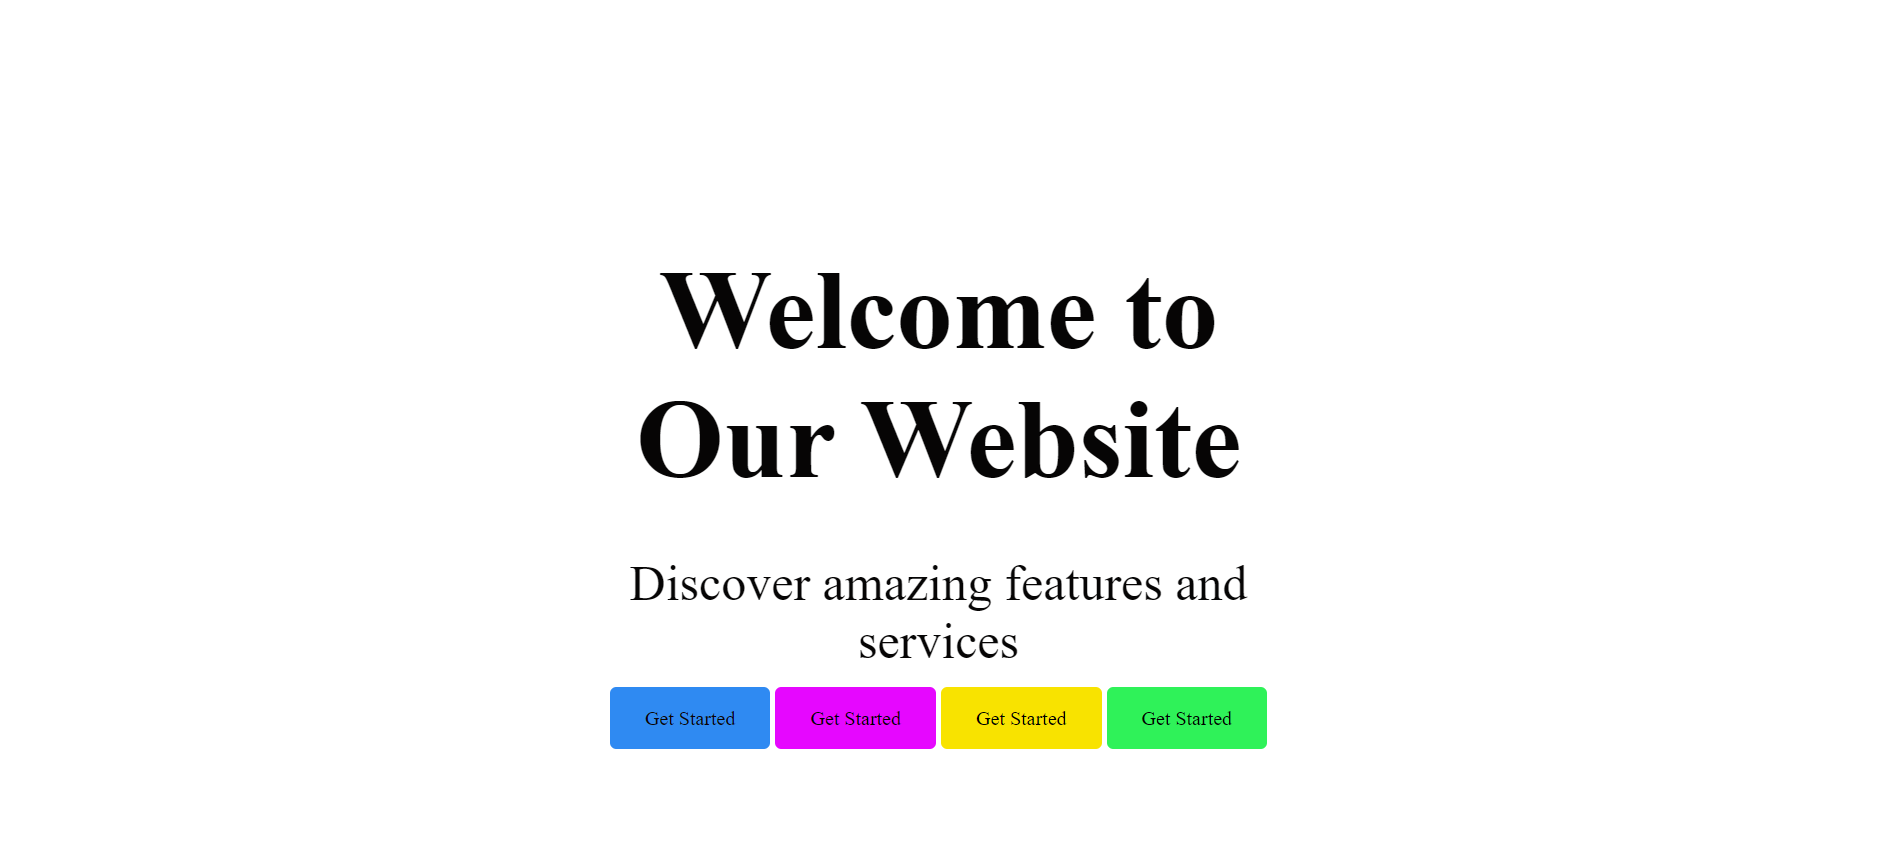 Welcome to
Our Website
Discover amazing features and
services
Get Started Get Started Get Started Get Started